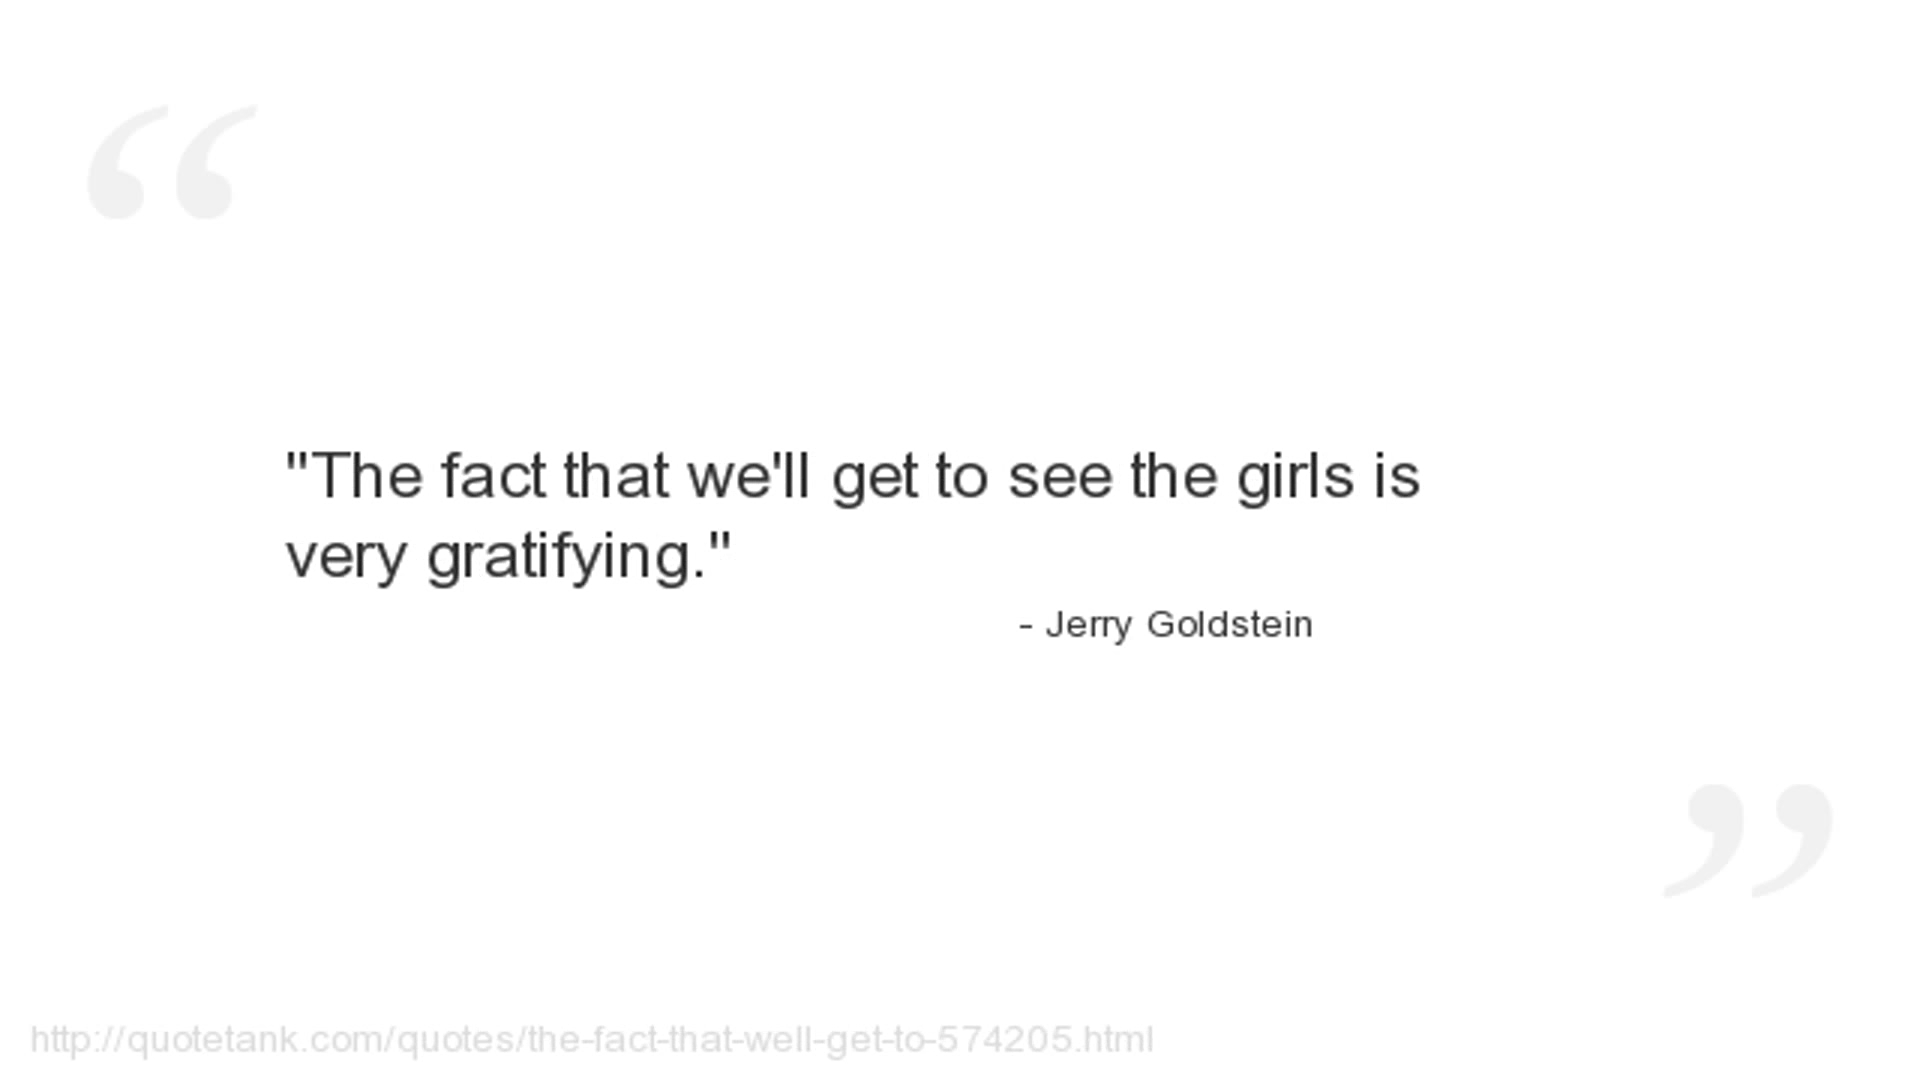 "The fact that we'll get to see the girls is
very gratifying."
- Jerry Goldstein
http://quotetank.com/quotes/the-fact-that-well-get-to-574205.html